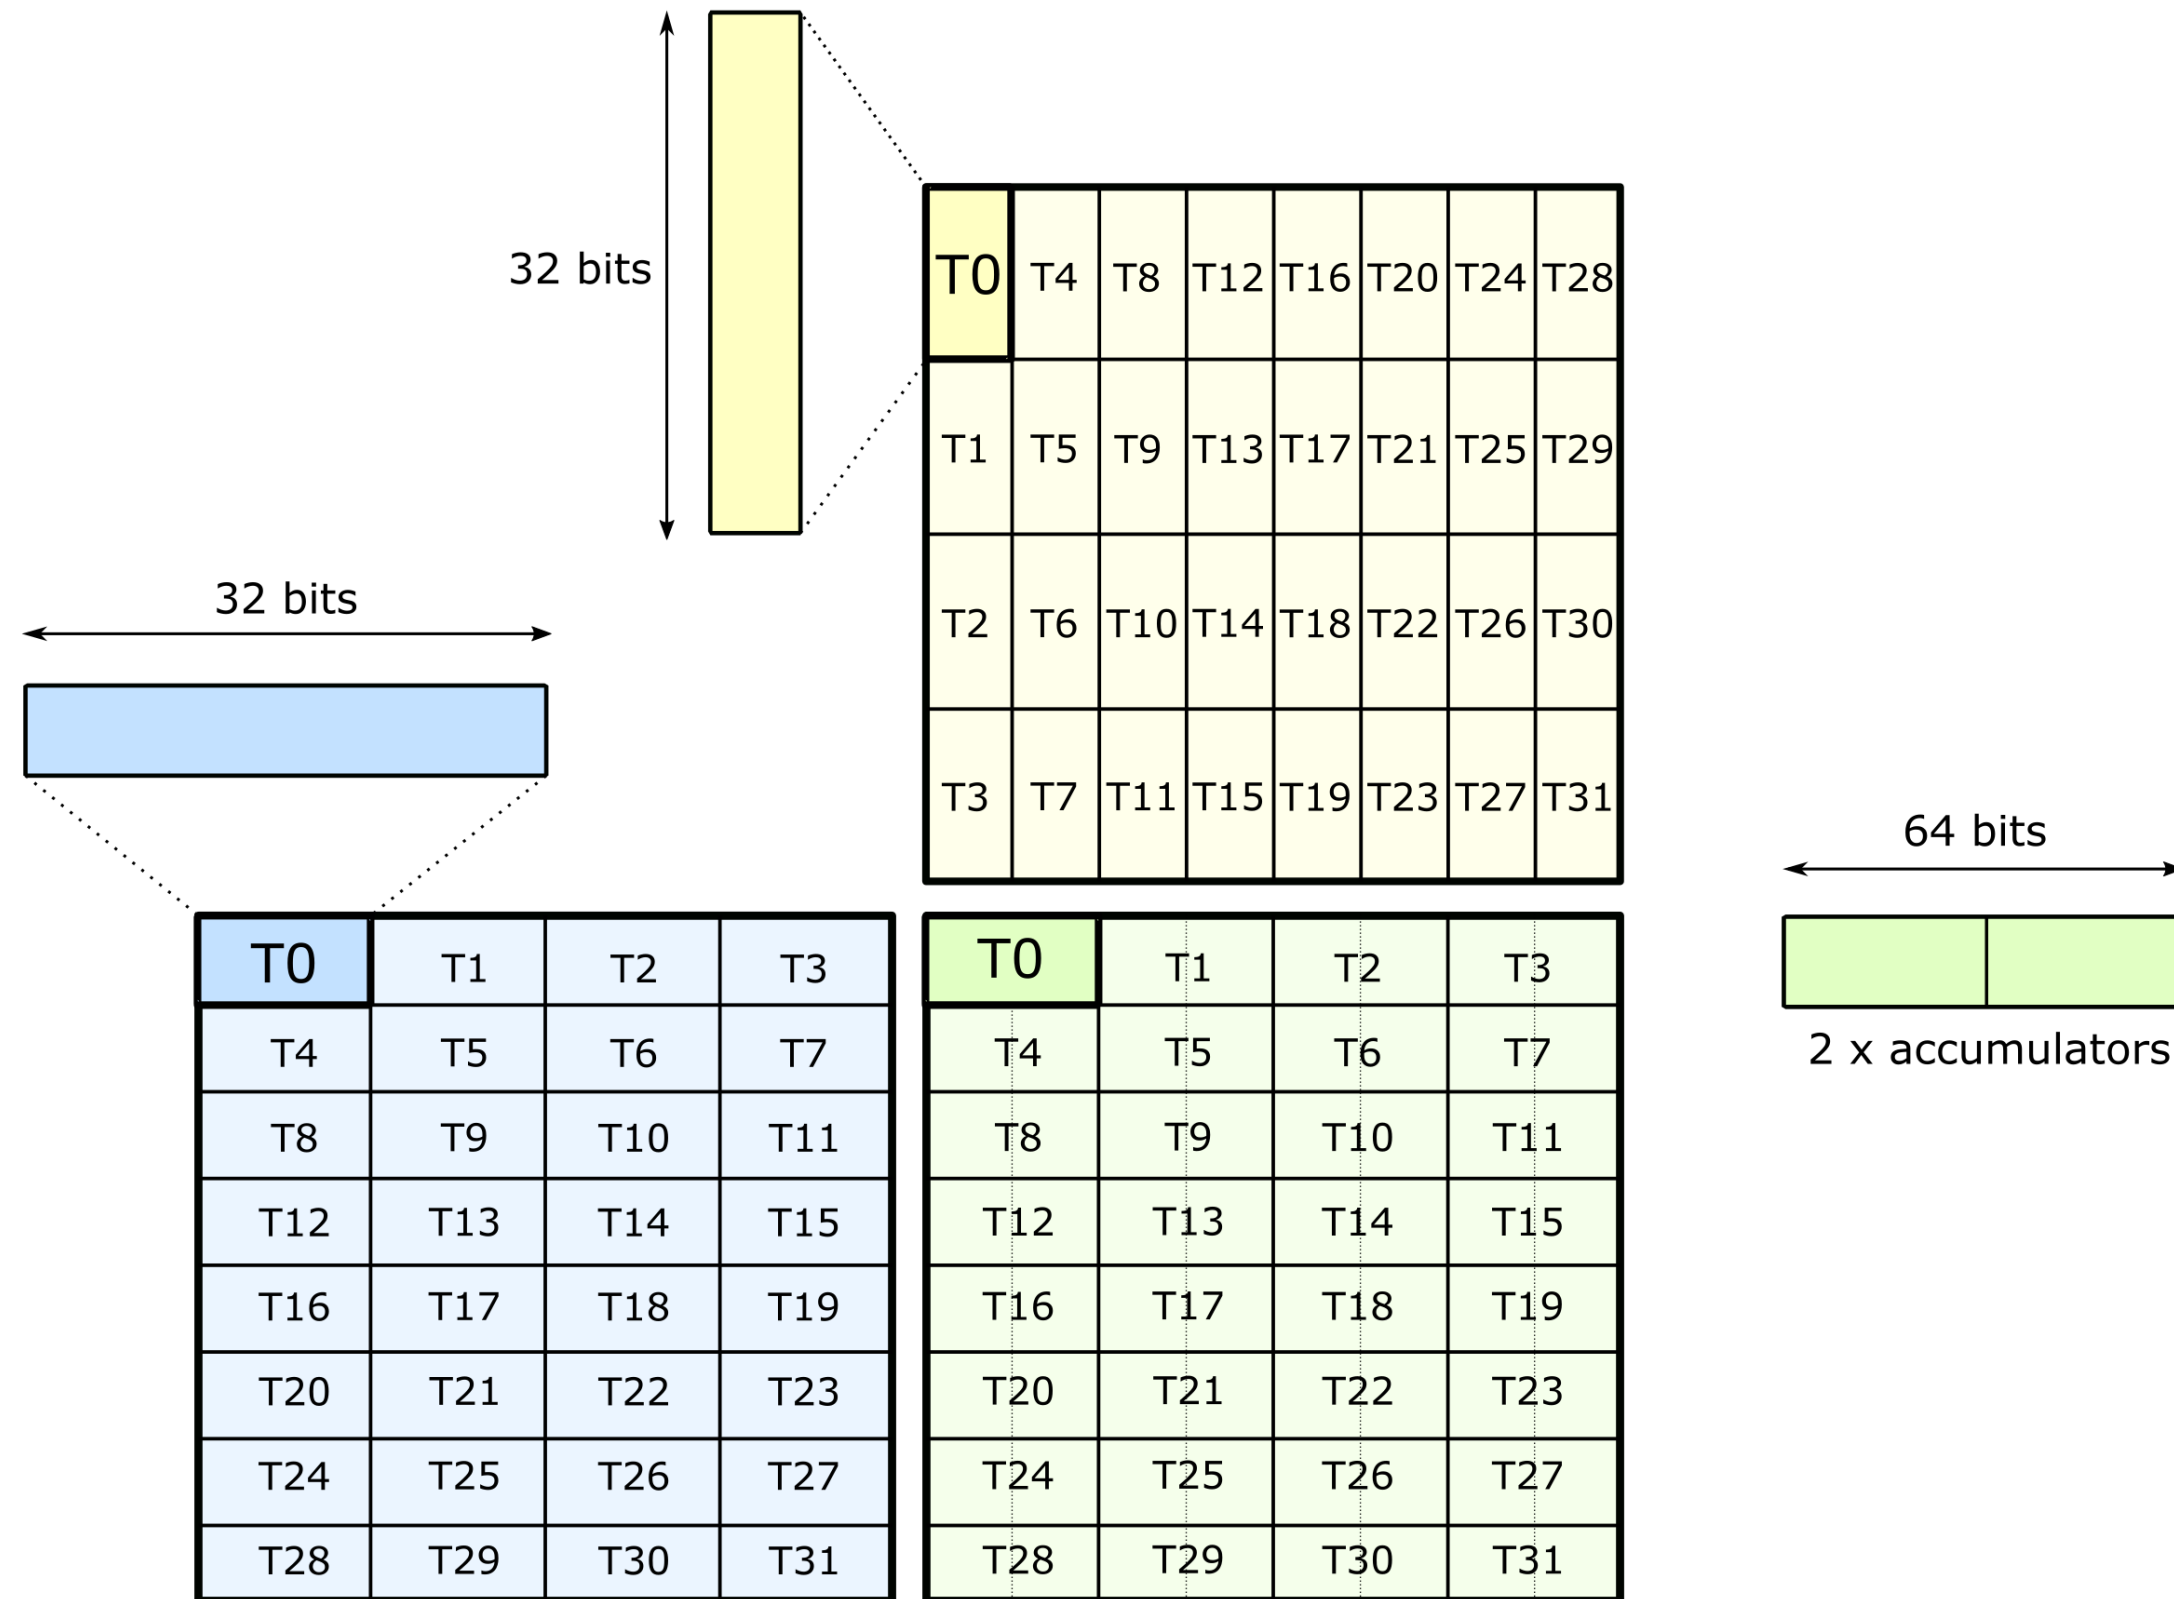 32 bits
T0 T4 T8 T12 T16 T20 T24 T28
T1 T5 T9 T13 T17 T21 T25 T29
T2 T6 T10 T14 T18 T22 T26 T30
T3 T7 T11 T15 T19 T23 T27 T31
32 bits
T0 T1 T2 T3
T4 T5 T6 T7
T8 T9 T10 T11
T12 T13 T14 T15
T16 T17 T18 T19
T20 T21 T22 T23
T24 T25 T26 T27
T28 T29 T30 T31
T0 T1 T2 T3
T4 T5 T6 T7
T8 T9 T10 T11
T12 T13 T14 T15
T16 T17 T18 T19
T20 T21 T22 T23
T24 T25 T26 T27
T28 T29 T30 T31
64 bits
2 x accumulators